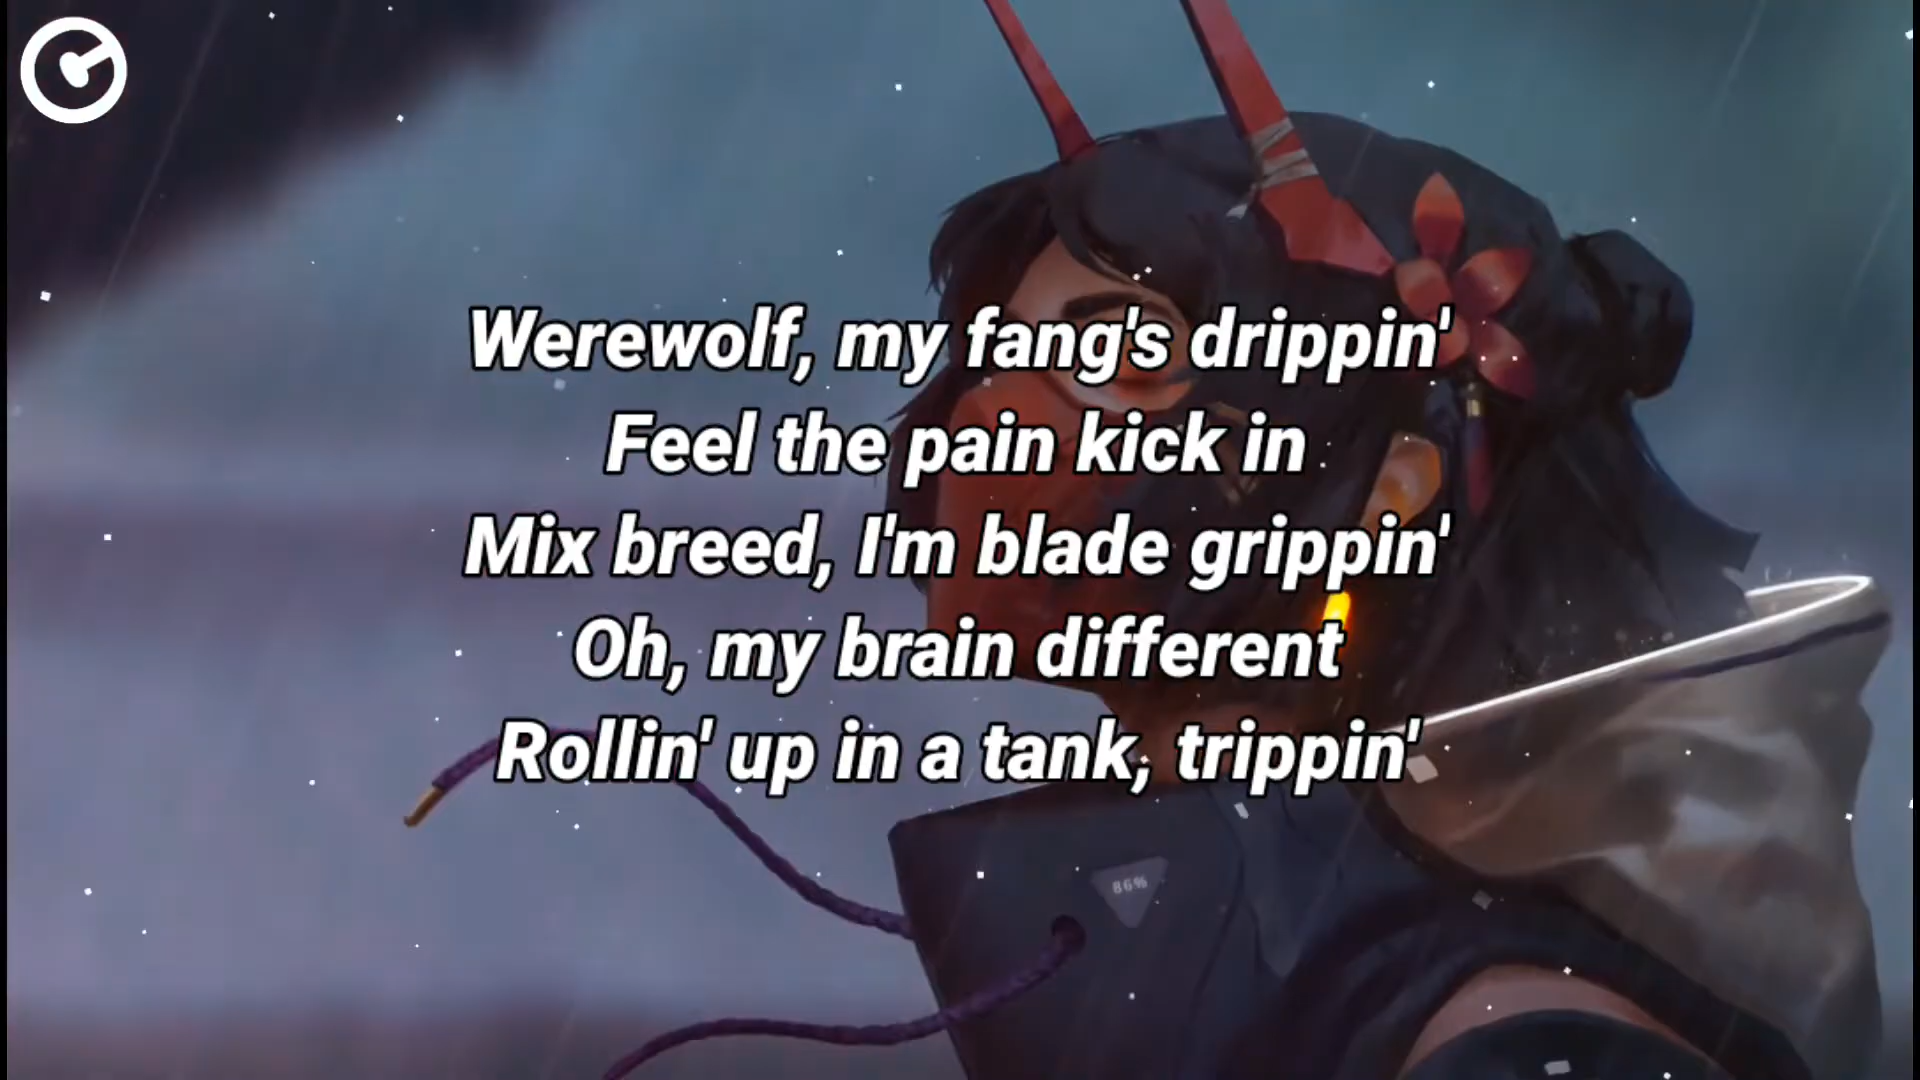 Werewolf, my fang's drippin'
Feel the pain kick in
Mix breed, I'm blade grippin'
Oh, my brain different
Rollin' up in a tank, trippin'
86%